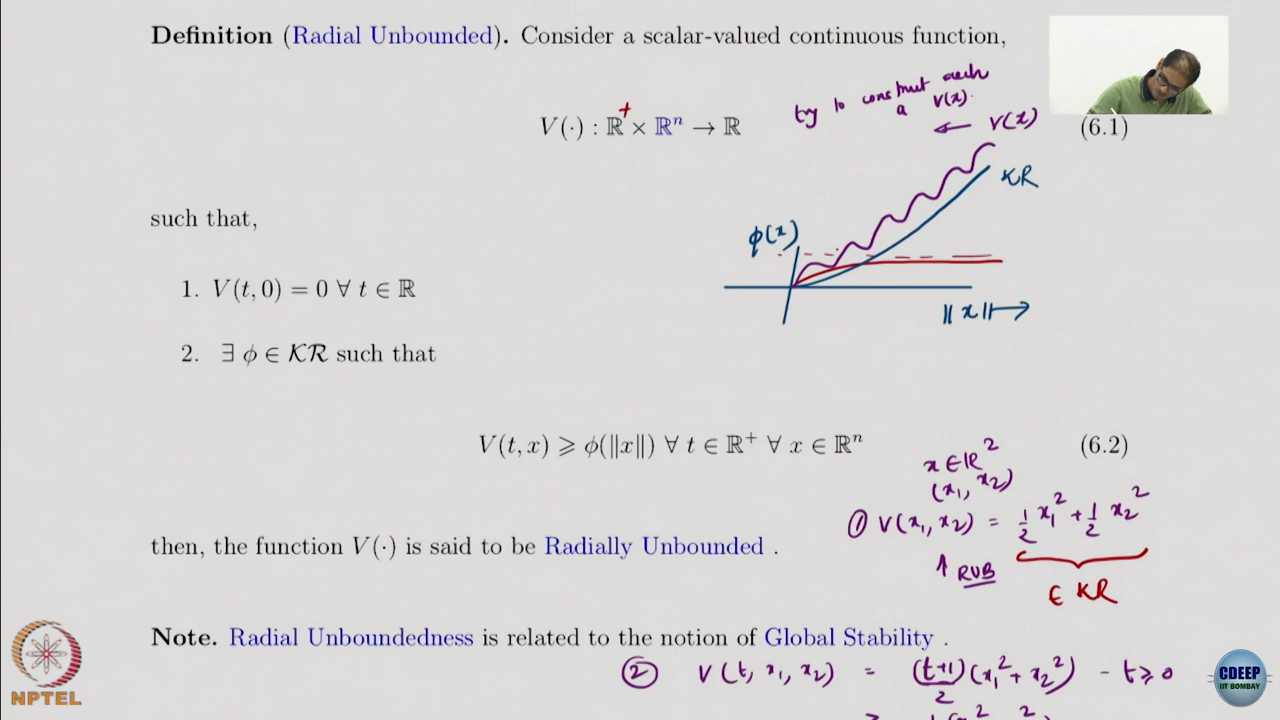 Definition (Radial Unbounded). Consider a scalar-valued continuous function,
try to construct such
a V(x).
← V(x)
V(·) : ℝ⁺ × ℝⁿ → ℝ (6.1)
KR
such that,
φ(x)
1. V(t, 0) = 0 ∀ t ∈ ℝ
||x|| →
2. ∃ φ ∈ 𝒦ℛ such that
V(t, x) ⩾ φ(‖x‖) ∀ t ∈ ℝ⁺ ∀ x ∈ ℝⁿ (6.2)
x ∈ ℝ²
(x₁, x₂)
① V(x₁, x₂) = ½ x₁² + ½ x₂²
then, the function V(·) is said to be Radially Unbounded .
↑ RUB
∈ KR
Note. Radial Unboundedness is related to the notion of Global Stability .
② V(t, x₁, x₂) = (t+1)/2 (x₁² + x₂²) - t ⩾ 0
NPTEL
CDEEP
IIT BOMBAY